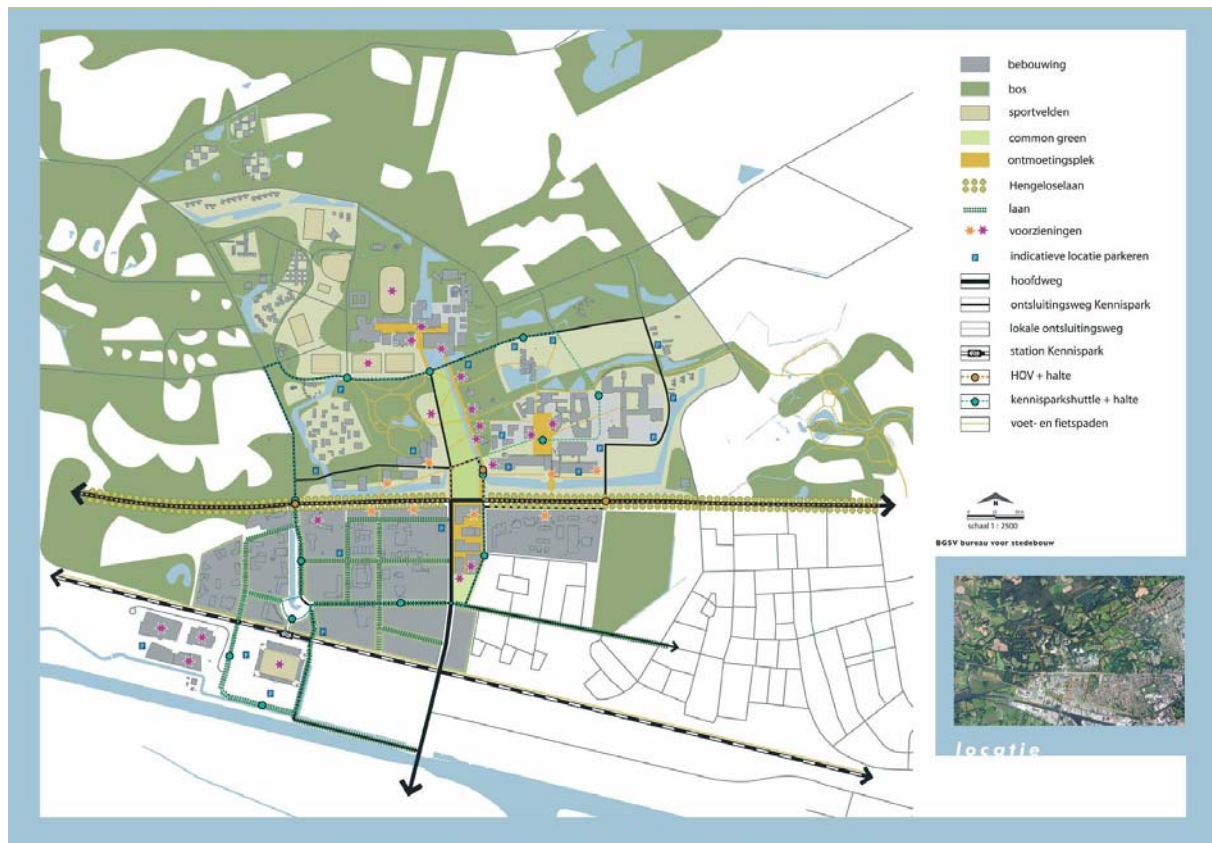 bebouwing
bos
sportvelden
common green
ontmoetingsplek
Hengeloselaan
laan
voorzieningen
P
indicatieve locatie parkeren
hoofdweg
ontsluitingsweg Kennispark
lokale ontsluitingsweg
station Kennispark
HOV + halte
kennisparkshuttle + halte
voet- en fietspaden
N
schaal 1 : 2500
BGSV bureau voor stedebouw
locatie